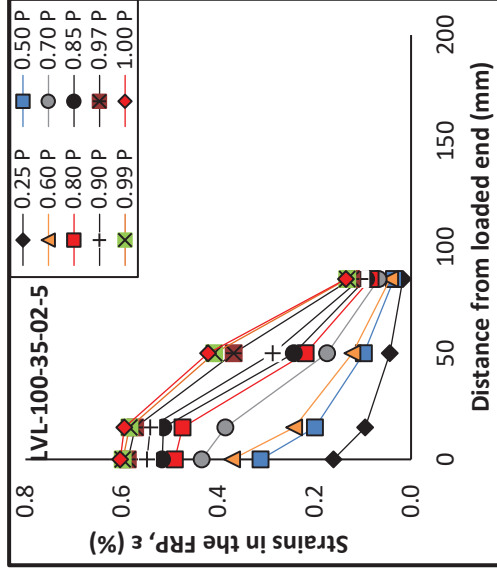 LVL-100-35-02-5
0.25 P
0.50 P
0.60 P
0.70 P
0.80 P
0.85 P
0.90 P
0.97 P
0.99 P
1.00 P
Strains in the FRP, ε (%)
0.8
0.6
0.4
0.2
0.0
0
50
100
150
200
Distance from loaded end (mm)